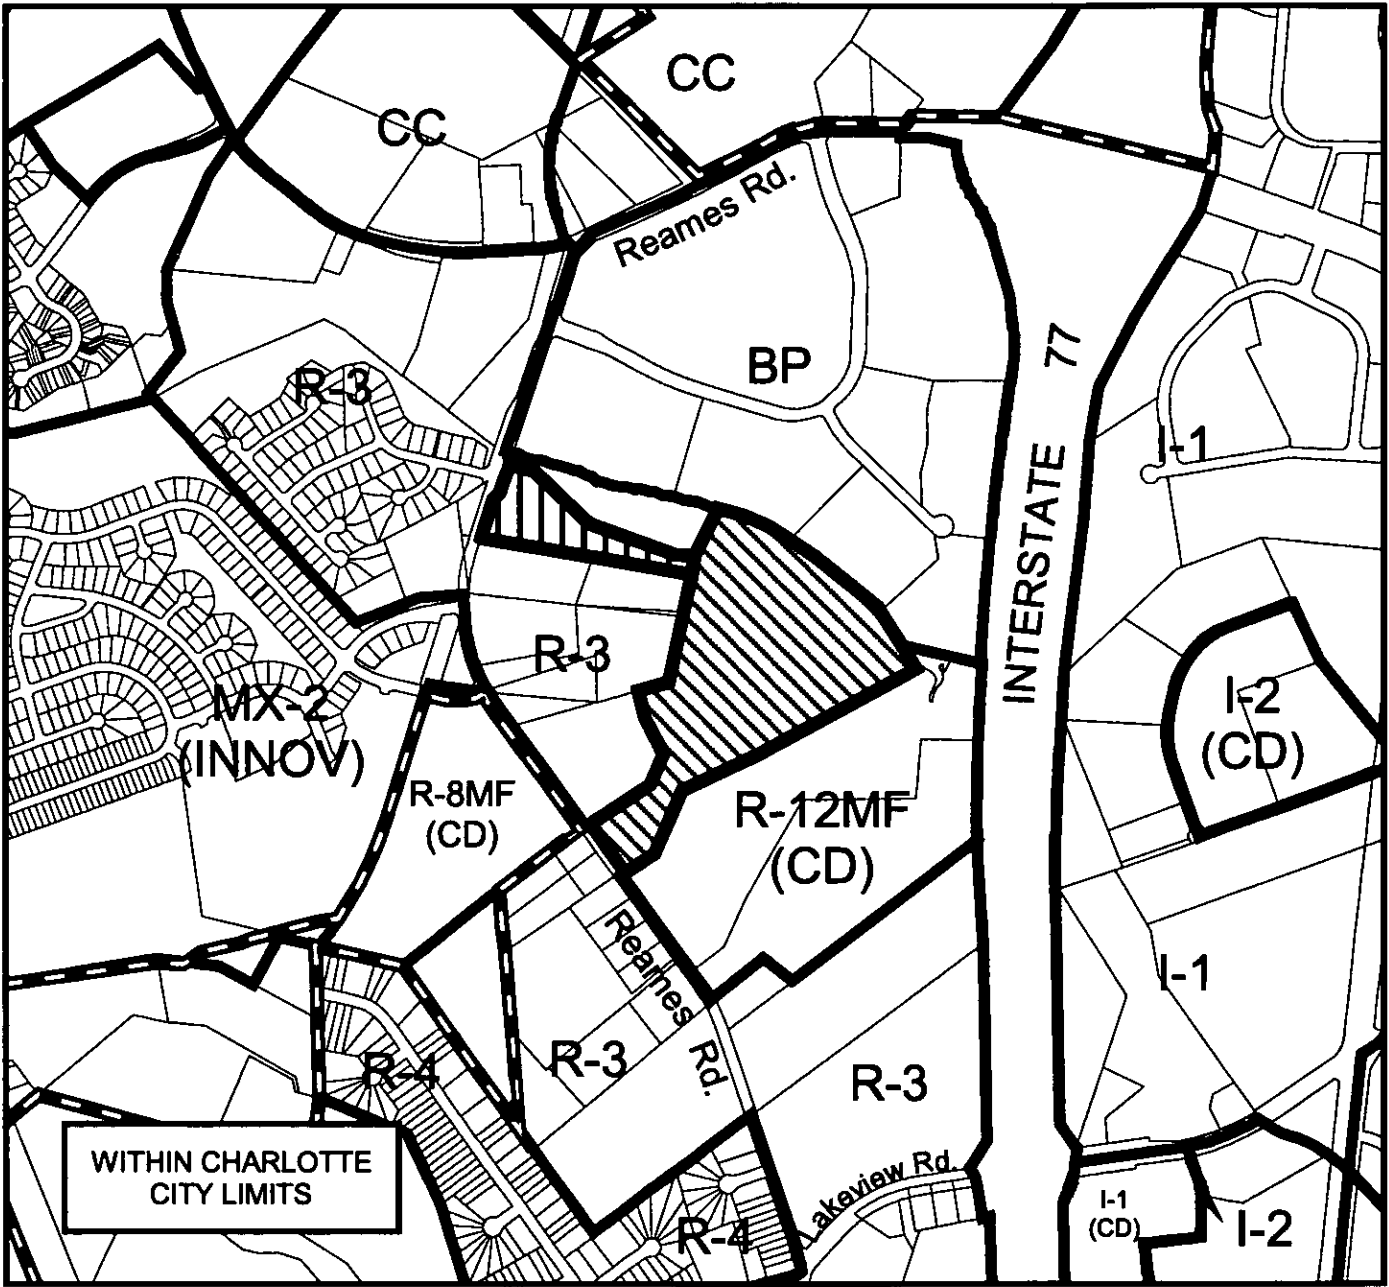 CC
CC
Reames Rd.
BP
INTERSTATE 77
R-3
I-1
R-3
MX-2
(INNOV)
I-2
(CD)
R-8MF
(CD)
R-12MF
(CD)
Reames Rd.
I-1
R-4
R-3
R-3
WITHIN CHARLOTTE
CITY LIMITS
Lakeview Rd.
I-1
(CD)
I-2
R-4